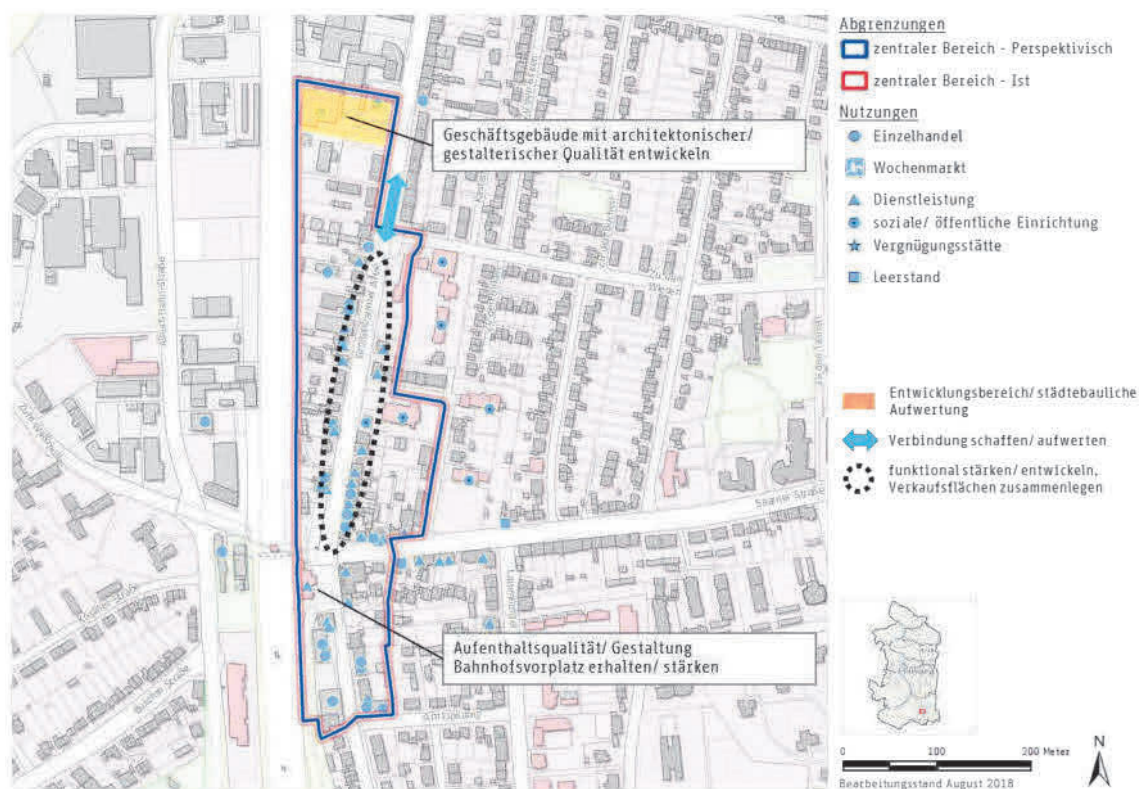 Geschäftsgebäude mit architektonischer/
gestalterischer Qualität entwickeln
Aufenthaltsqualität/ Gestaltung
Bahnhofsvorplatz erhalten/ stärken
Angerhauser
Abgrenzungen
zentraler Bereich - Perspektivisch
zentraler Bereich - Ist
Nutzungen
Einzelhandel
Wochenmarkt
Dienstleistung
soziale/ öffentliche Einrichtung
Vergnügungsstätte
Leerstand
Entwicklungsbereich/ städtebauliche
Aufwertung
Verbindung schaffen/ aufwerten
funktional stärken/ entwickeln,
Verkaufsflächen zusammenlegen
0 100 200 Meter
N
Bearbeitungsstand August 2018